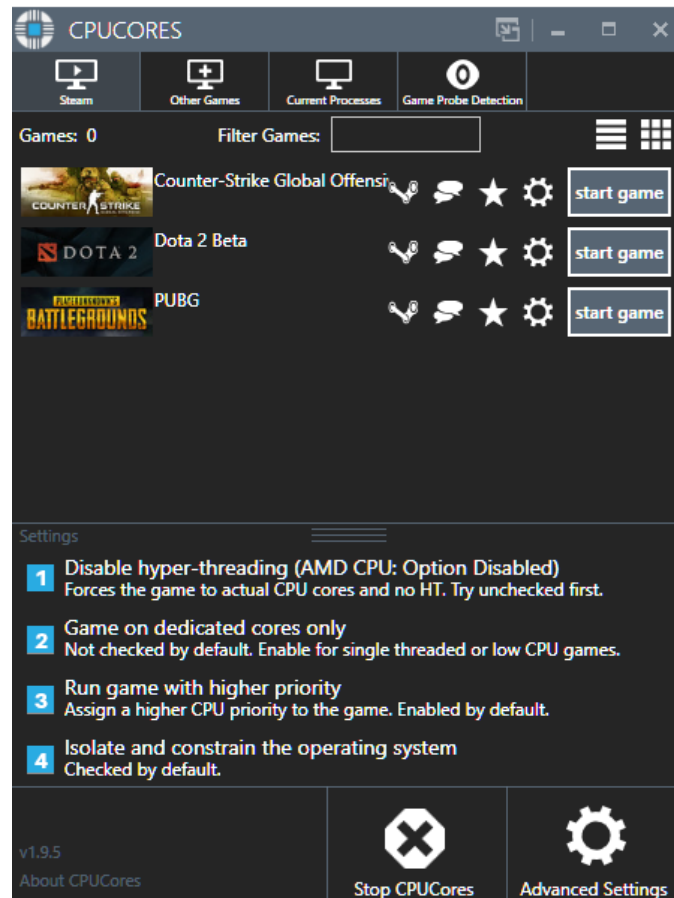 CPUCORES
Steam
Other Games
Current Processes
Game Probe Detection
Games: 0
Filter Games:
COUNTER STRIKE
Counter-Strike Global Offensi
start game
DOTA 2
Dota 2 Beta
start game
PLAYERUNKNOWN'S
BATTLEGROUNDS
PUBG
start game
Settings
1 Disable hyper-threading (AMD CPU: Option Disabled)
Forces the game to actual CPU cores and no HT. Try unchecked first.
2 Game on dedicated cores only
Not checked by default. Enable for single threaded or low CPU games.
3 Run game with higher priority
Assign a higher CPU priority to the game. Enabled by default.
4 Isolate and constrain the operating system
Checked by default.
v1.9.5
About CPUCores
Stop CPUCores
Advanced Settings